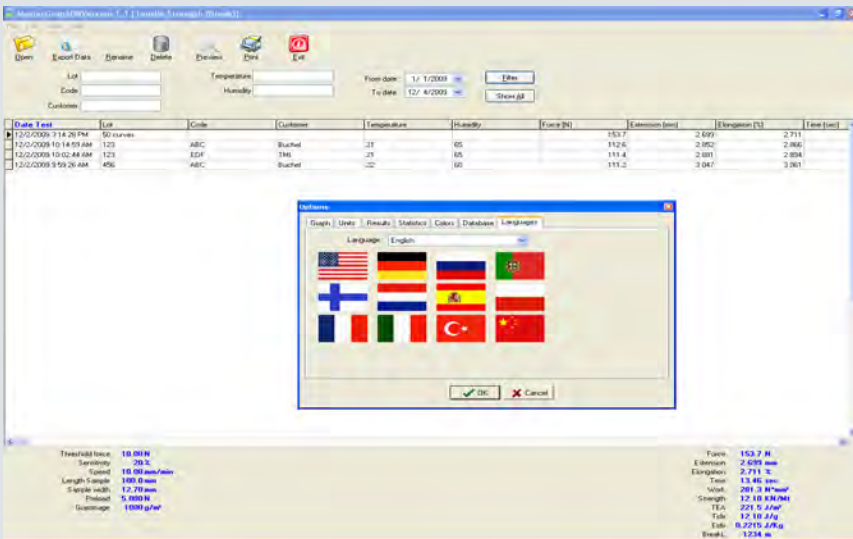 Open Export Data Rename Delete Preview Print Exit
Lot Temperature From date 1/ 1/2009 Filter
Code Humidity To date 12/ 4/2009 Show All
Customer
Date Test Lot Code Customer Temperature Humidity Force [N] Extension [mm] Elongation [%] Time [sec]
12/2/2009 3:14:28 PM 50 curves 153.7 2.699 2.711
12/2/2009 10:14:59 AM 123 ABC Buchel 21 65 112.6 2.852 2.866
12/2/2009 10:02:44 AM 123 EDF TMI 21 65 111.4 2.881 2.894
12/2/2009 9:59:26 AM 456 ABC Buchel 22 60 111.2 3.047 3.061
Options
Graph Units Results Statistics Colors Database Languages
Language English
OK Cancel
Threshold force 10.00 N Force 153.7 N
Sensitivity 20 % Extension 2.699 mm
Speed 10.00 mm/min Elongation 2.711 %
Length Sample 100.0 mm Time 13.46 sec
Sample width 12.70 mm Work 281.3 N*mm
Preload 5.000 N Strength 12.10 KN/Mt
Grammage 1000 g/m² TEA 221.5 J/m²
12.10 J/g
0.2215 J/Kg
BreakL. 1234 m